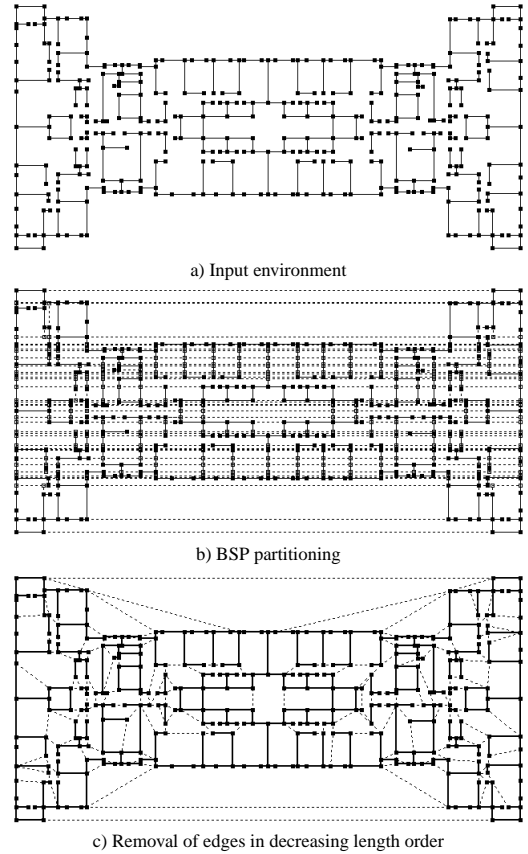 a) Input environment
b) BSP partitioning
c) Removal of edges in decreasing length order